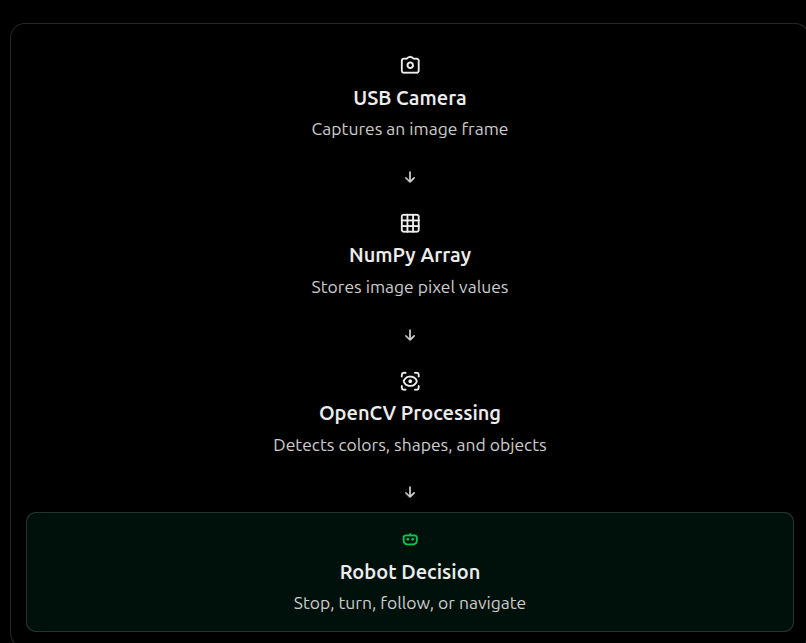 USB Camera
Captures an image frame
NumPy Array
Stores image pixel values
OpenCV Processing
Detects colors, shapes, and objects
Robot Decision
Stop, turn, follow, or navigate